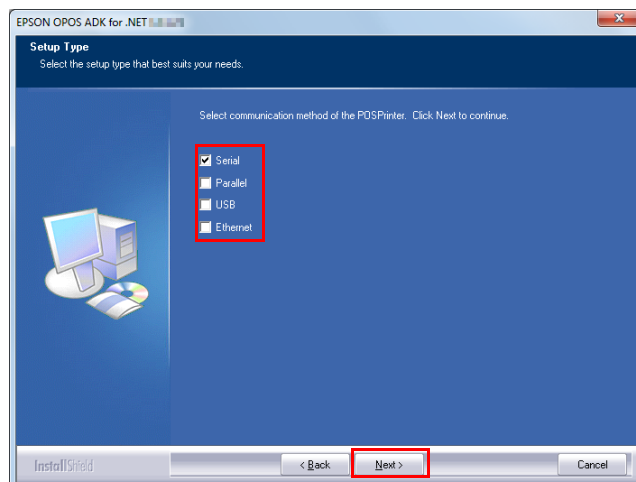 EPSON OPOS ADK for .NET
Setup Type
Select the setup type that best suits your needs.
Select communication method of the POSPrinter. Click Next to continue.
Serial
Parallel
USB
Ethernet
InstallShield
< Back
Next >
Cancel